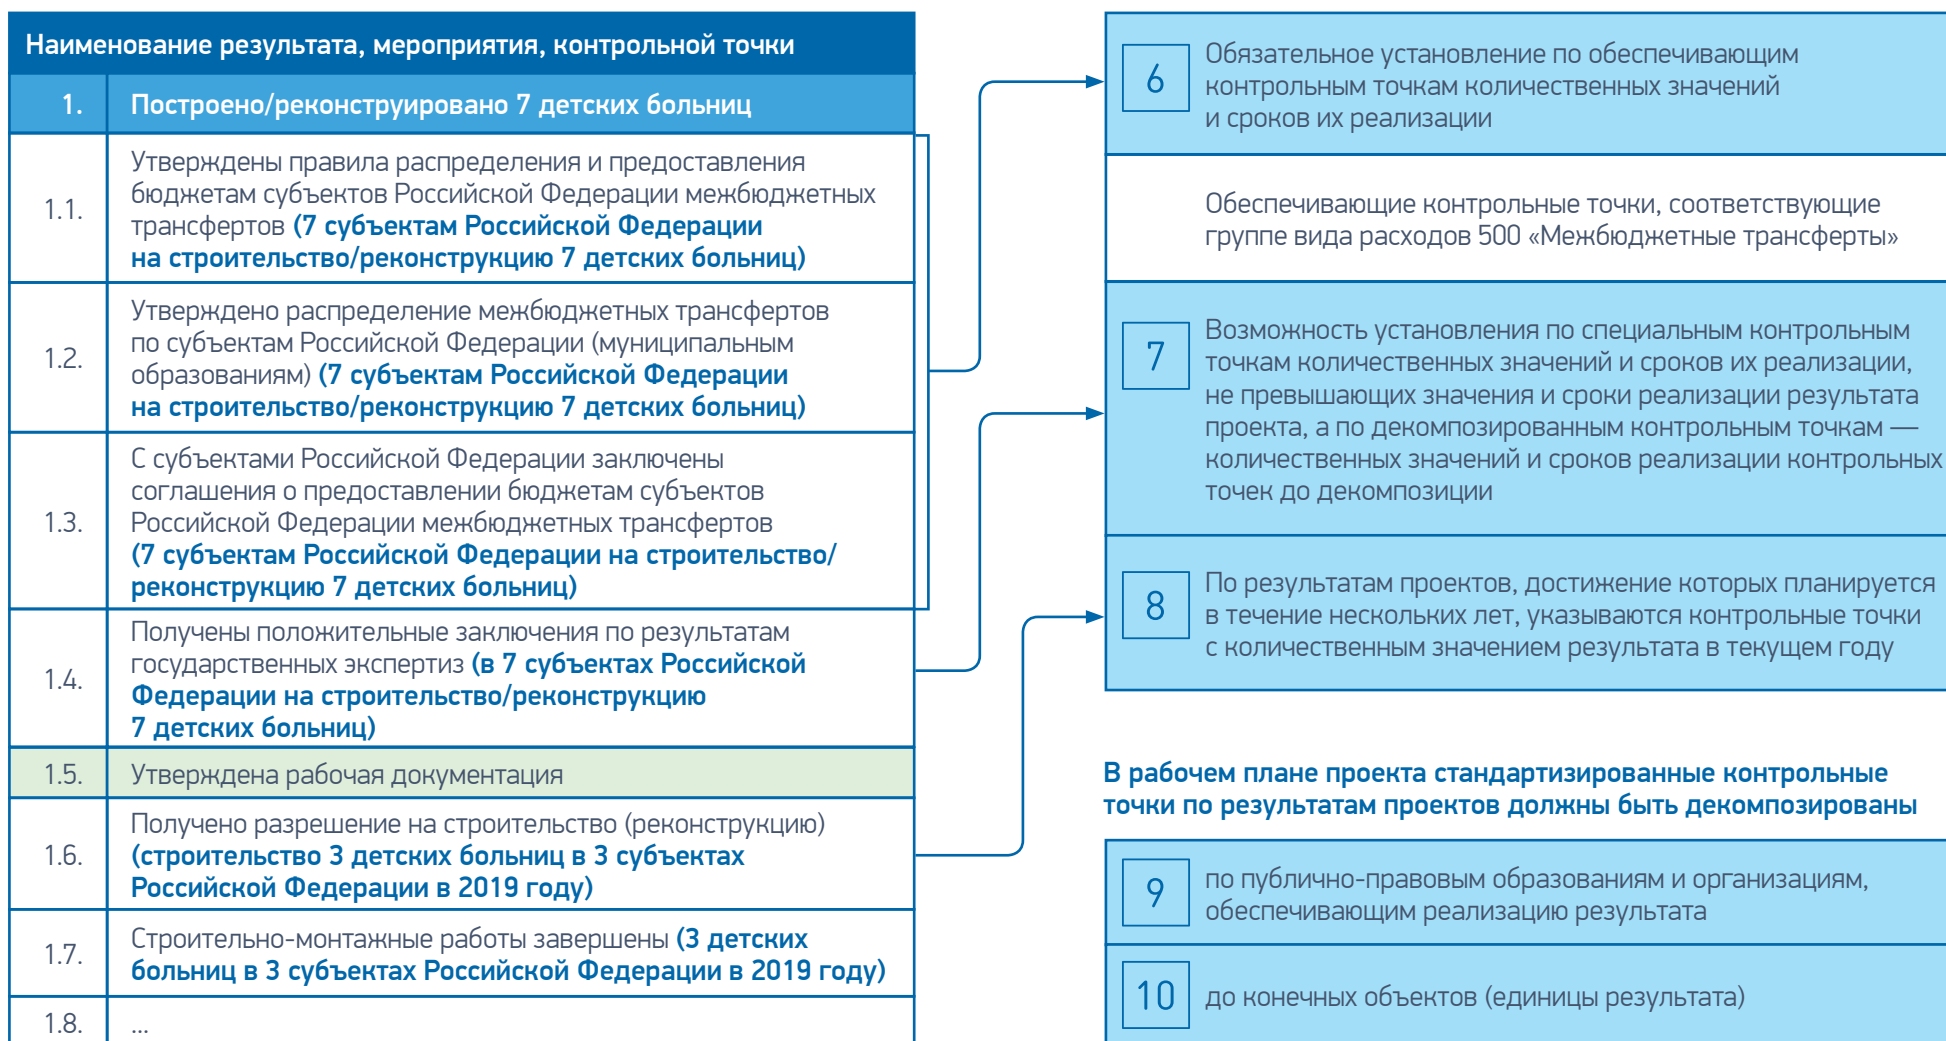 Наименование результата, мероприятия, контрольной точки
1. Построено/реконструировано 7 детских больниц
1.1. Утверждены правила распределения и предоставления
бюджетам субъектов Российской Федерации межбюджетных
трансфертов (7 субъектам Российской Федерации
на строительство/реконструкцию 7 детских больниц)
1.2. Утверждено распределение межбюджетных трансфертов
по субъектам Российской Федерации (муниципальным
образованиям) (7 субъектам Российской Федерации
на строительство/реконструкцию 7 детских больниц)
1.3. С субъектами Российской Федерации заключены
соглашения о предоставлении бюджетам субъектов
Российской Федерации межбюджетных трансфертов
(7 субъектам Российской Федерации на строительство/
реконструкцию 7 детских больниц)
1.4. Получены положительные заключения по результатам
государственных экспертиз (в 7 субъектах Российской
Федерации на строительство/реконструкцию
7 детских больниц)
1.5. Утверждена рабочая документация
1.6. Получено разрешение на строительство (реконструкцию)
(строительство 3 детских больниц в 3 субъектах
Российской Федерации в 2019 году)
1.7. Строительно-монтажные работы завершены (3 детских
больниц в 3 субъектах Российской Федерации в 2019 году)
1.8. ...
6 Обязательное установление по обеспечивающим
контрольным точкам количественных значений
и сроков их реализации
Обеспечивающие контрольные точки, соответствующие
группе вида расходов 500 «Межбюджетные трансферты»
7 Возможность установления по специальным контрольным
точкам количественных значений и сроков их реализации,
не превышающих значения и сроки реализации результата
проекта, а по декомпозированным контрольным точкам —
количественных значений и сроков реализации контрольных
точек до декомпозиции
8 По результатам проектов, достижение которых планируется
в течение нескольких лет, указываются контрольные точки
с количественным значением результата в текущем году
В рабочем плане проекта стандартизированные контрольные
точки по результатам проектов должны быть декомпозированы
9 по публично-правовым образованиям и организациям,
обеспечивающим реализацию результата
10 до конечных объектов (единицы результата)